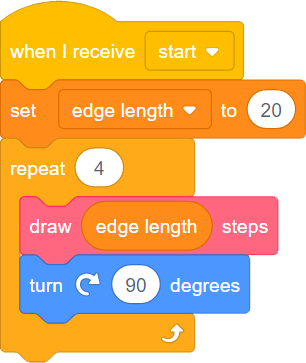 when I receive start
set edge length to 20
repeat 4
draw edge length steps
turn 90 degrees